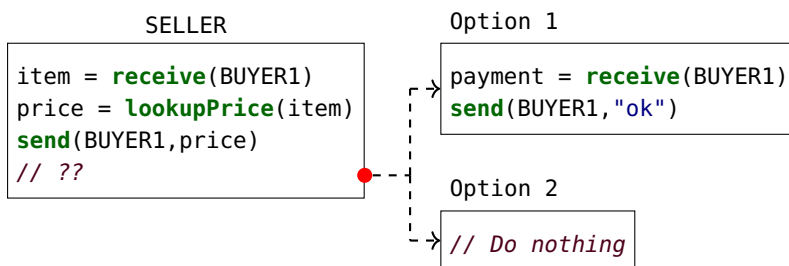 SELLER
item = receive(BUYER1)
price = lookupPrice(item)
send(BUYER1,price)
// ??
Option 1
payment = receive(BUYER1)
send(BUYER1,"ok")
Option 2
// Do nothing